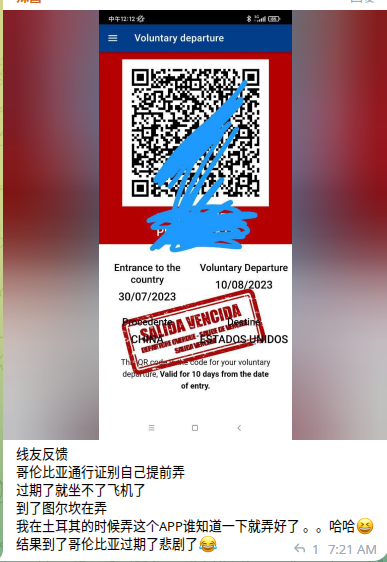 中午12:12
Voluntary departure
Entrance to the country
Voluntary Departure
30/07/2023
10/08/2023
Procedente
Destino
SALIDA VENCIDA
CHINA
ESTADOS UNIDOS
This QR code is the code for your voluntary
departure, Valid for 10 days from the date
of entry.
线友反馈
哥伦比亚通行证别自己提前弄
过期了就坐不了飞机了
到了图尔坎在弄
我在土耳其的时候弄这个APP谁知道一下就弄好了 。。哈哈😆
结果到了哥伦比亚过期了悲剧了😂
1 7:21 AM